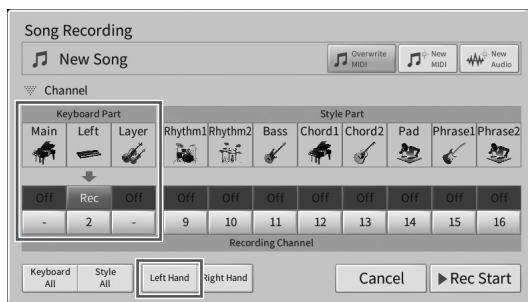 Song Recording
New Song
Overwrite MIDI
New MIDI
New Audio
Channel
Keyboard Part
Style Part
Main Left Layer Rhythm1 Rhythm2 Bass Chord1 Chord2 Pad Phrase1 Phrase2
Off Rec Off Off Off Off Off Off Off Off Off
- 2 - 9 10 11 12 13 14 15 16
Recording Channel
Keyboard All
Style All
Left Hand
Right Hand
Cancel
Rec Start